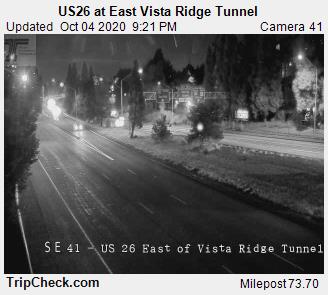 US26 at East Vista Ridge Tunnel
Updated Oct 04 2020 9:21 PM Camera 41
SE 41 - US 26 East of Vista Ridge Tunnel
TripCheck.com Milepost 73.70